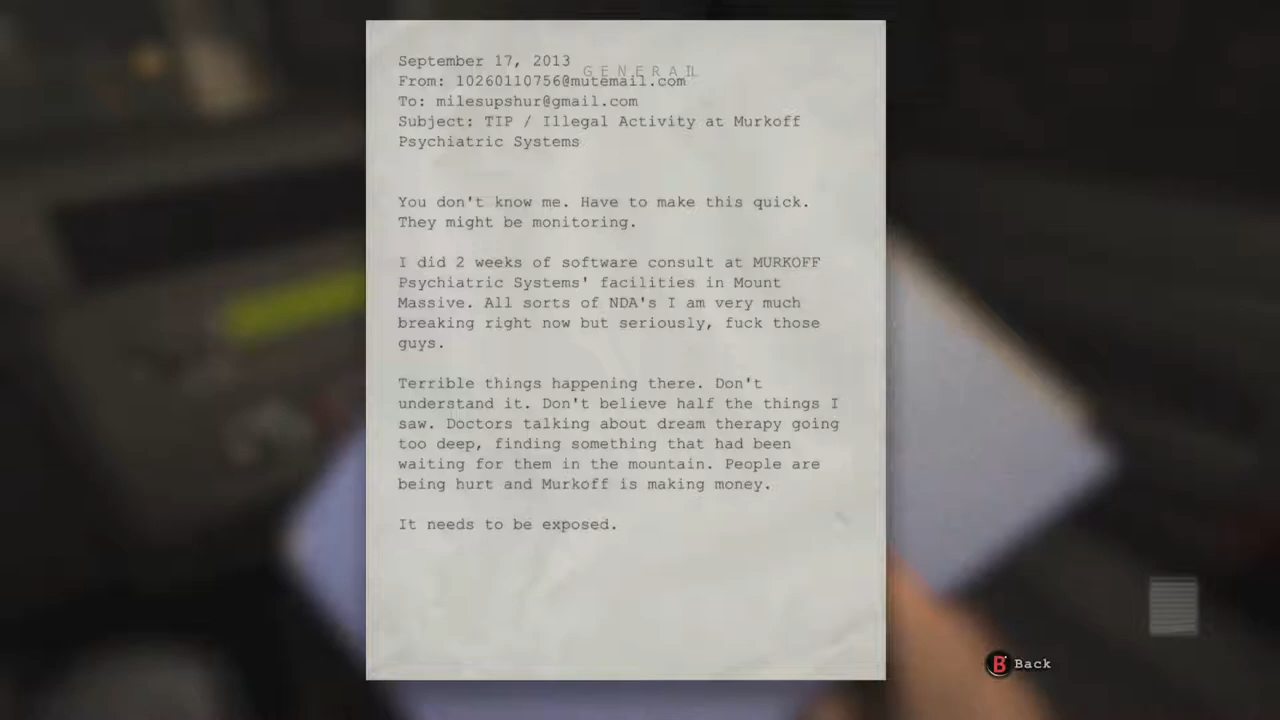 September 17, 2013
GENERAL
From: 10260110756@mutemail.com
To: milesupshur@gmail.com
Subject: TIP / Illegal Activity at Murkoff
Psychiatric Systems
You don't know me. Have to make this quick.
They might be monitoring.
I did 2 weeks of software consult at MURKOFF
Psychiatric Systems' facilities in Mount
Massive. All sorts of NDA's I am very much
breaking right now but seriously, fuck those
guys.
Terrible things happening there. Don't
understand it. Don't believe half the things I
saw. Doctors talking about dream therapy going
too deep, finding something that had been
waiting for them in the mountain. People are
being hurt and Murkoff is making money.
It needs to be exposed.
B Back